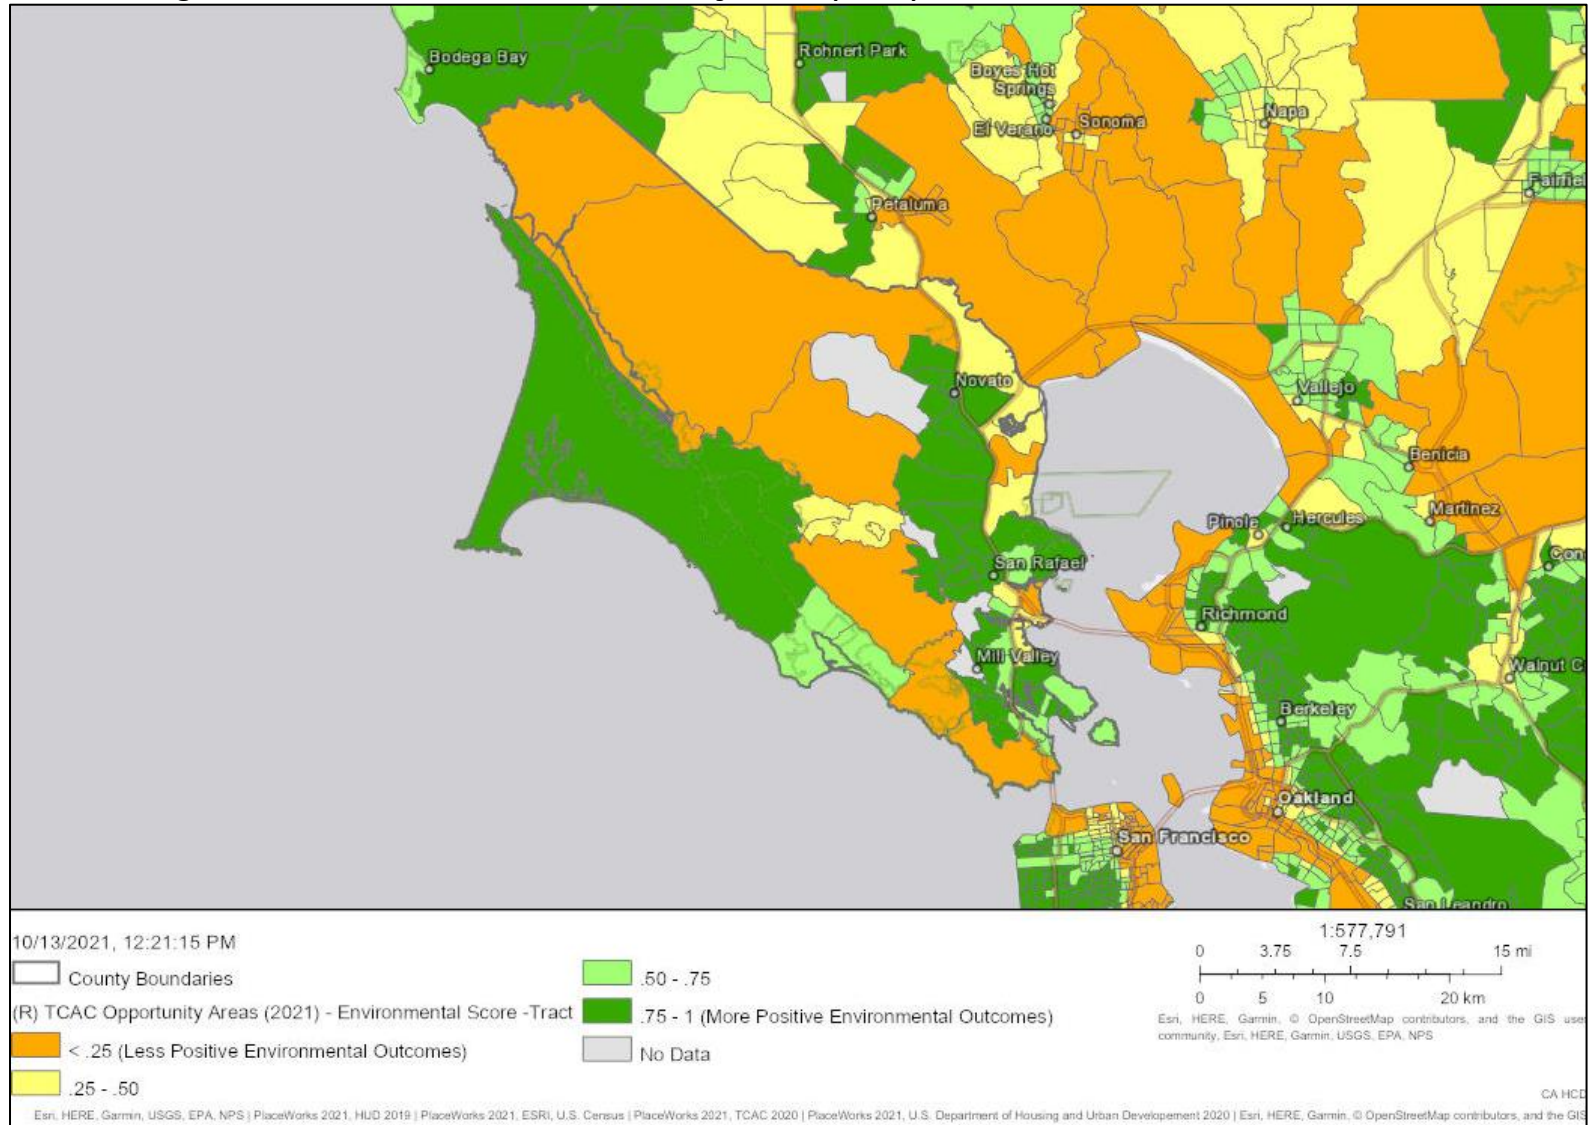 Bodega Bay
Rohnert Park
Boyes Hot
Springs
El Verano
Sonoma
Napa
Petaluma
Novato
Vallejo
Benicia
Martinez
Pinole
Hercules
Con
San Rafael
Richmond
Mill Valley
Walnut C
Berkeley
Oakland
San Francisco
San Leandro
10/13/2021, 12:21:15 PM
County Boundaries
(R) TCAC Opportunity Areas (2021) - Environmental Score -Tract
< .25 (Less Positive Environmental Outcomes)
.25 - .50
.50 - .75
.75 - 1 (More Positive Environmental Outcomes)
No Data
1:577,791
0 3.75 7.5 15 mi
0 5 10 20 km
Esri, HERE, Garmin, © OpenStreetMap contributors, and the GIS user
community, Esri, HERE, Garmin, USGS, EPA, NPS
CA HCD
Esri, HERE, Garmin, USGS, EPA, NPS | PlaceWorks 2021, HUD 2019 | PlaceWorks 2021, ESRI, U.S. Census | PlaceWorks 2021, TCAC 2020 | PlaceWorks 2021, U.S. Department of Housing and Urban Developement 2020 | Esri, HERE, Garmin, © OpenStreetMap contributors, and the GIS